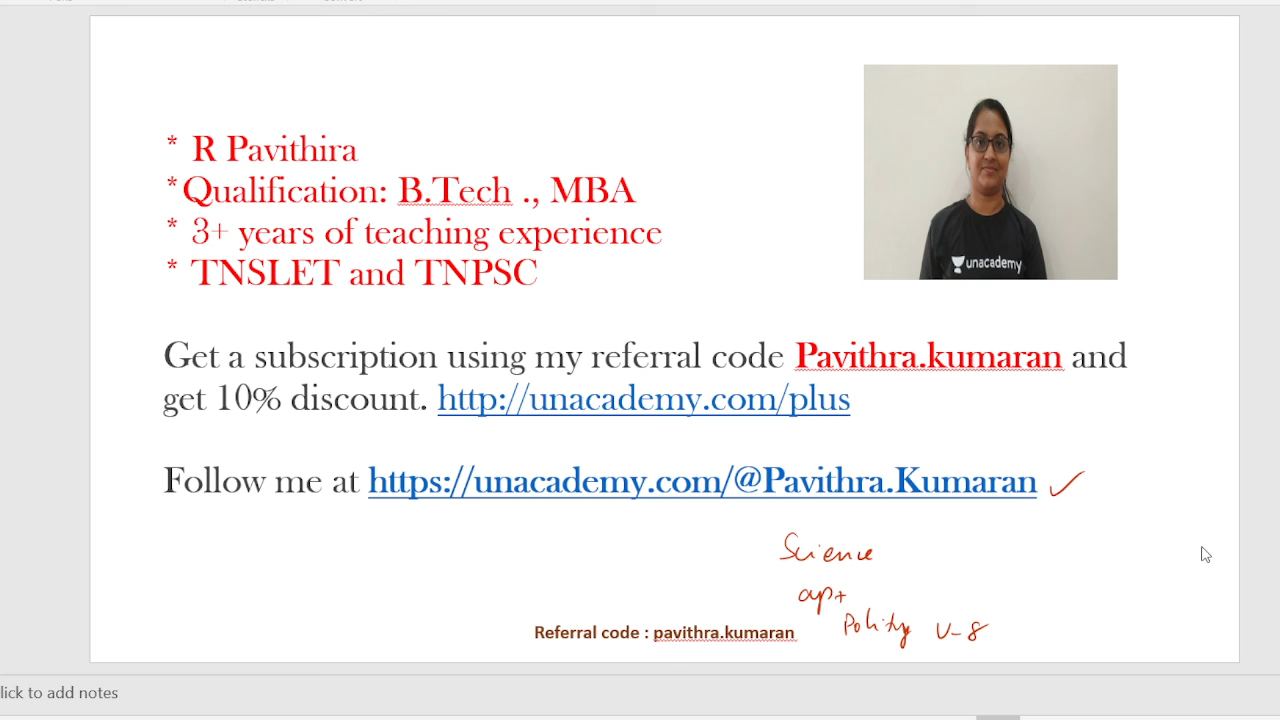 * R Pavithira
*Qualification: B.Tech ., MBA
* 3+ years of teaching experience
* TNSLET and TNPSC
unacademy
Get a subscription using my referral code Pavithra.kumaran and
get 10% discount. http://unacademy.com/plus
Follow me at https://unacademy.com/@Pavithra.Kumaran
Science
apt
Polity U-8
Referral code : pavithra.kumaran
lick to add notes